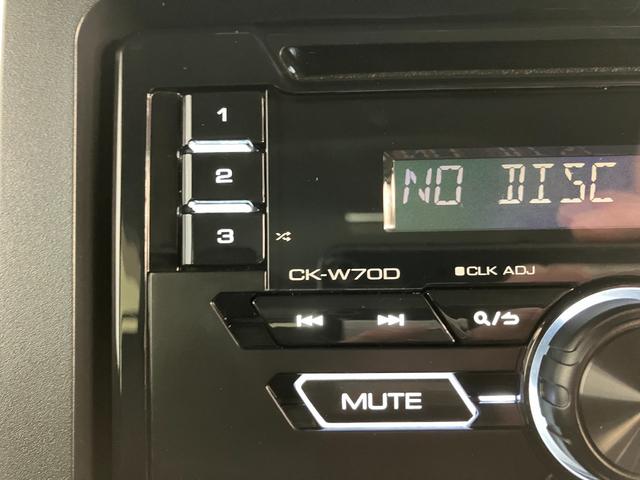 1
2
3
NO DISC
CK-W70D
CLK ADJ
MUTE